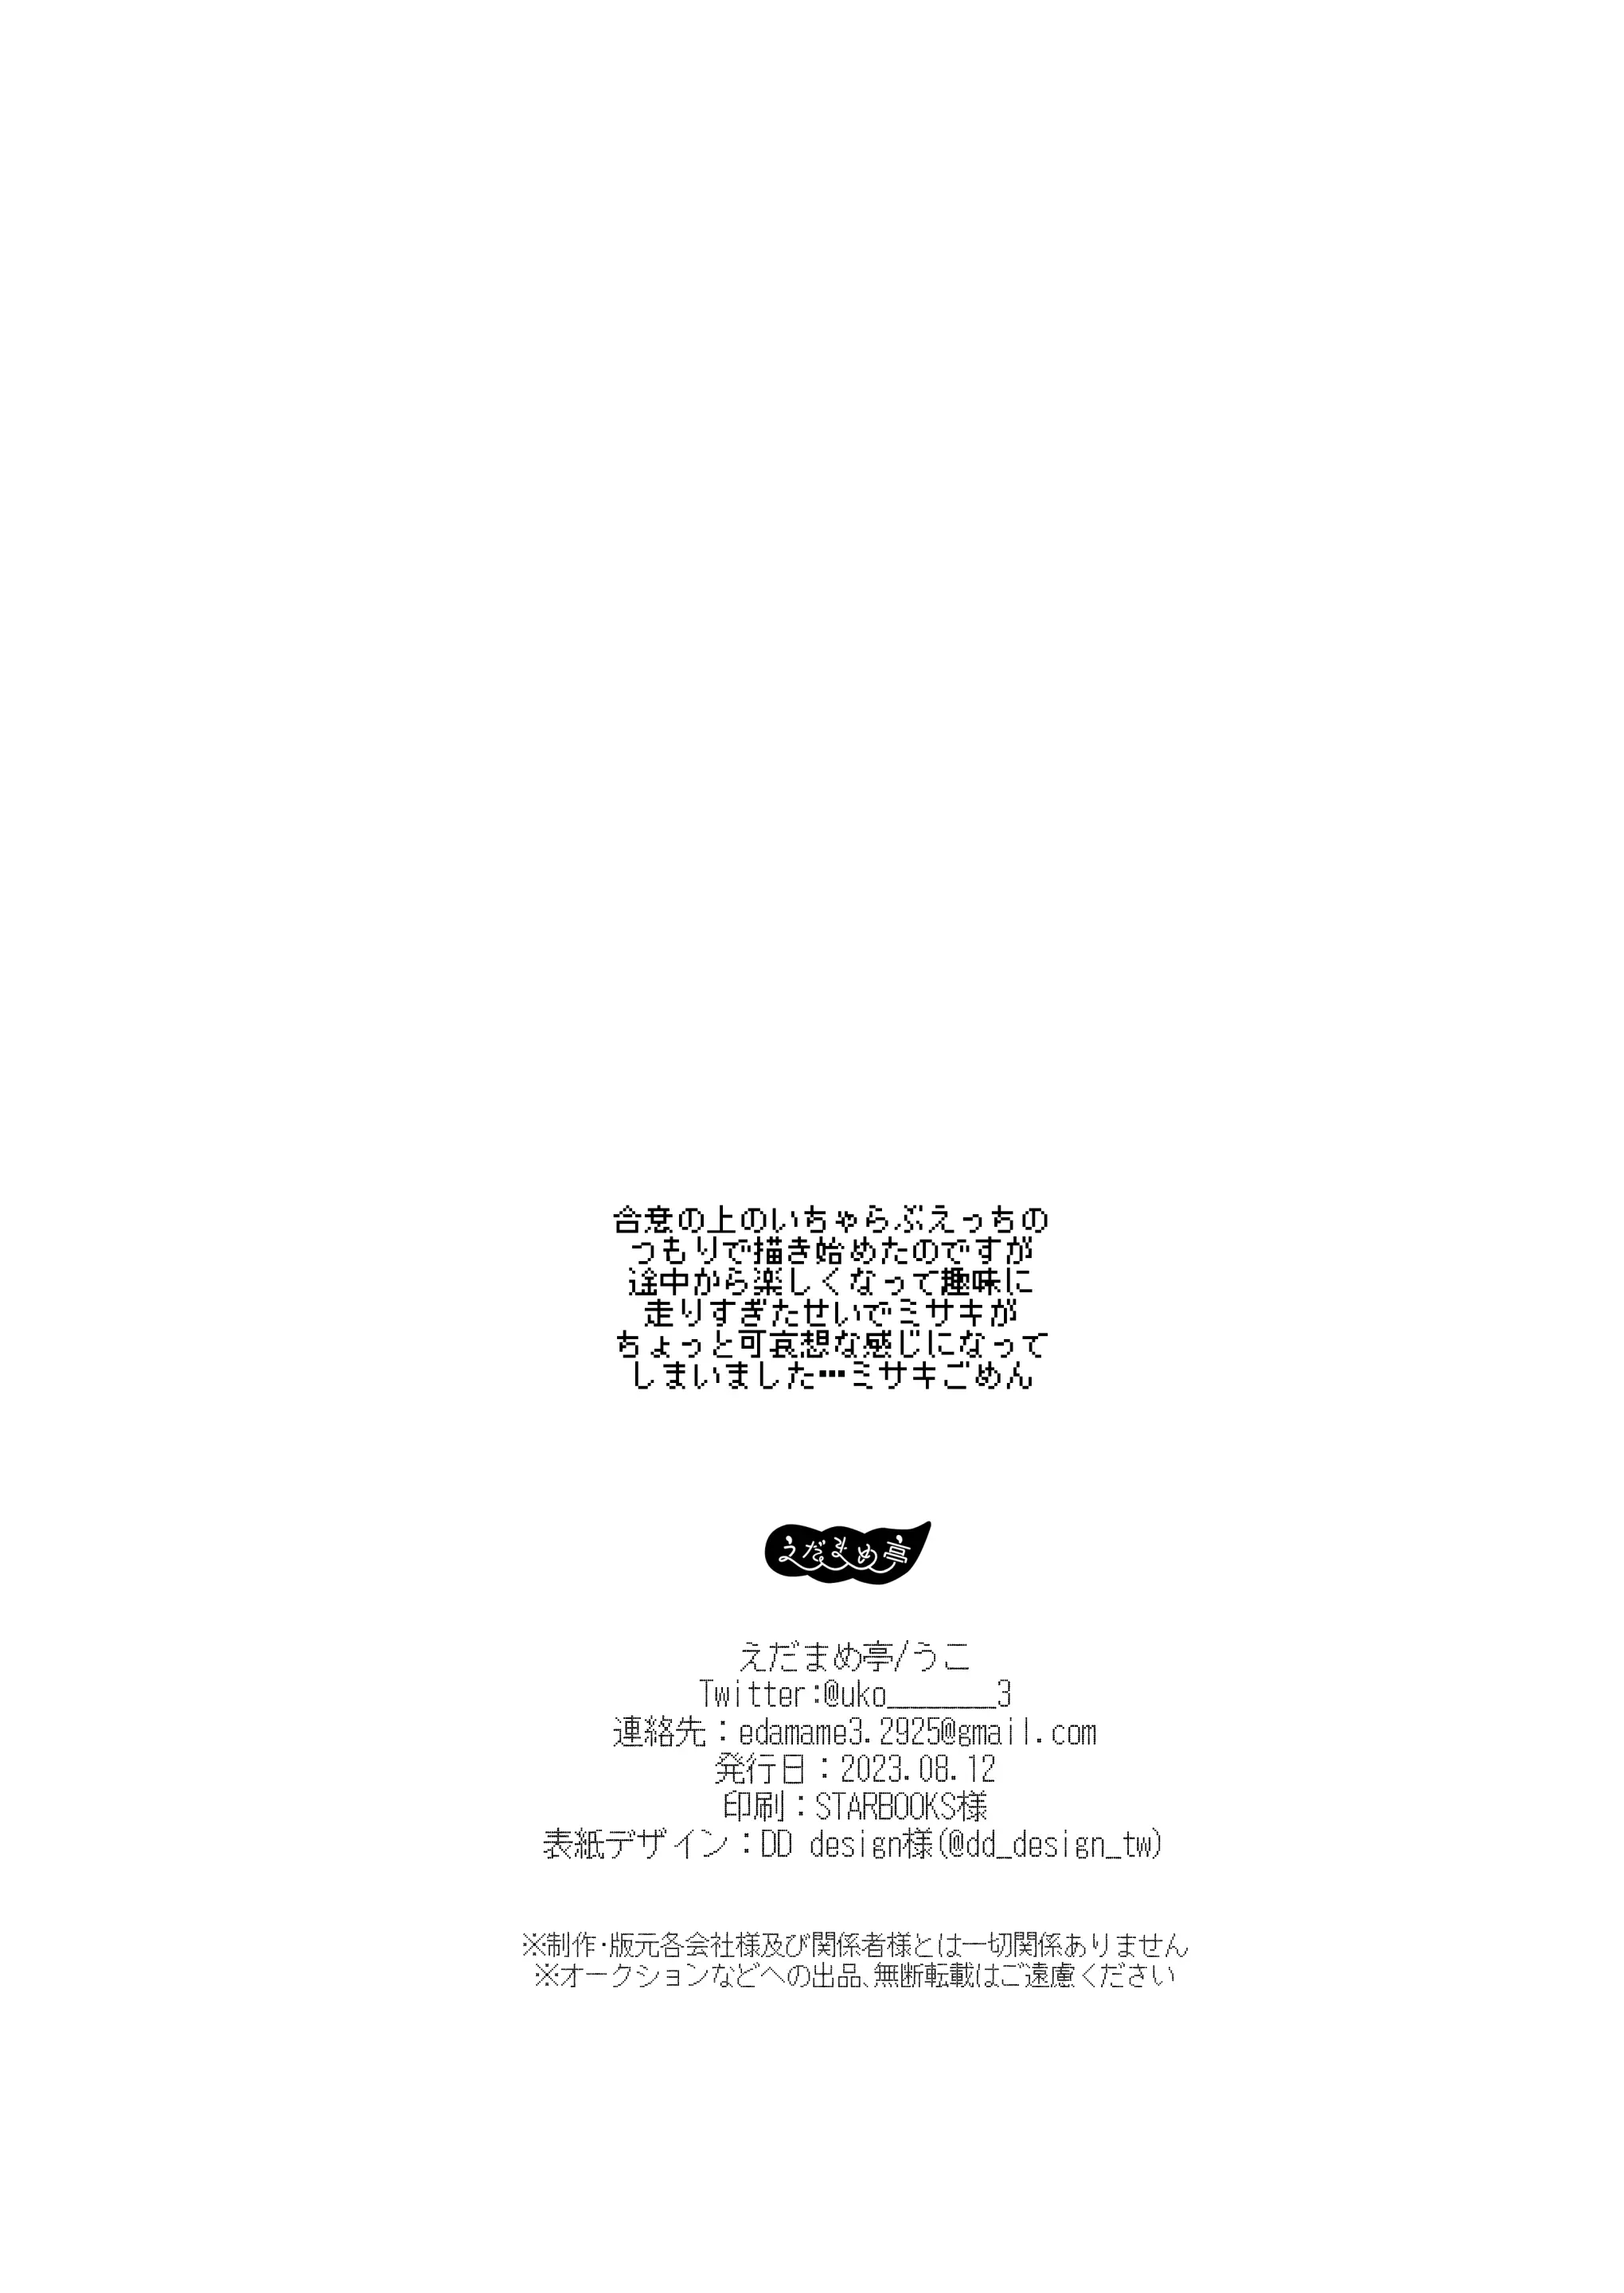 合意の上のいちゃらぶえっちの
つもりで描き始めたのですが
途中から楽しくなって趣味に
走りすぎたせいでミサキが
ちょっと可哀想な感じになって
しまいました…ミサキごめん
えだまめ亭
えだまめ亭/うこ
Twitter:@uko_______3
連絡先：edamame3.2925@gmail.com
発行日：2023.08.12
印刷：STARBOOKS様
表紙デザイン：DD design様(@dd_design_tw)
※制作・版元各会社様及び関係者様とは一切関係ありません
※オークションなどへの出品、無断転載はご遠慮ください